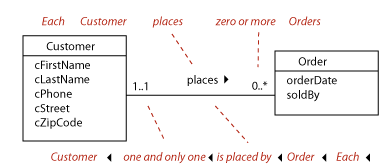 Each Customer places zero or more Orders
Customer
cFirstName
cLastName
cPhone
cStreet
cZipCode
1..1
places
0..*
Order
orderDate
soldBy
Customer one and only one is placed by Order Each